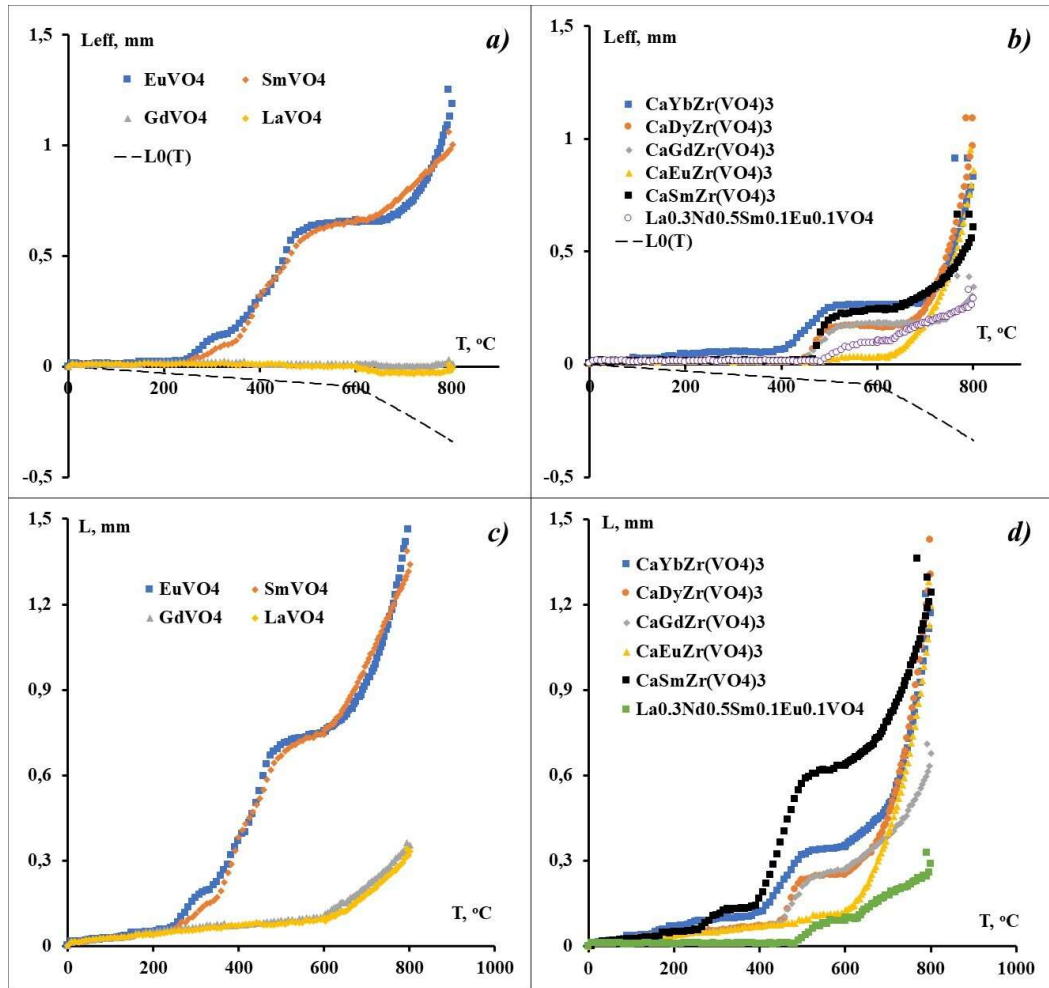 1,5
Leff, mm
a)
EuVO4
SmVO4
GdVO4
LaVO4
L0(T)
1
0,5
T, °C
0
0
200
400
600
800
1000
-0,5
1,5
Leff, mm
b)
CaYbZr(VO4)3
CaDyZr(VO4)3
CaGdZr(VO4)3
CaEuZr(VO4)3
CaSmZr(VO4)3
La0.3Nd0.5Sm0.1Eu0.1VO4
L0(T)
1
0,5
T, °C
0
0
200
400
600
800
1000
-0,5
1,5
L, mm
c)
EuVO4
SmVO4
GdVO4
LaVO4
1,2
0,9
0,6
0,3
T, °C
0
0
200
400
600
800
1000
1,5
L, mm
d)
CaYbZr(VO4)3
CaDyZr(VO4)3
CaGdZr(VO4)3
CaEuZr(VO4)3
CaSmZr(VO4)3
La0.3Nd0.5Sm0.1Eu0.1VO4
1,2
0,9
0,6
0,3
T, °C
0
0
200
400
600
800
1000